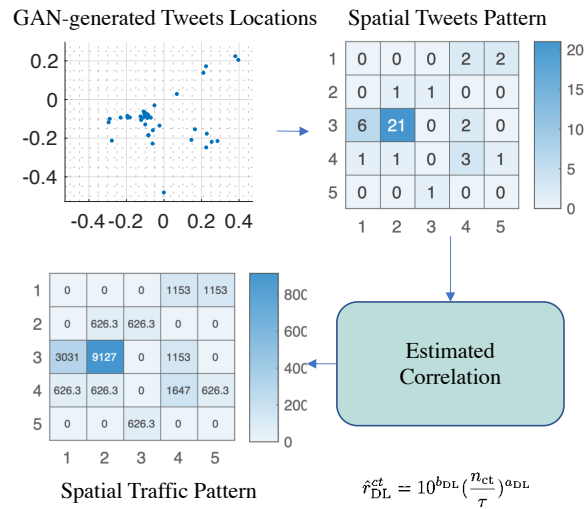 GAN-generated Tweets Locations
0.2
0
-0.2
-0.4
-0.4 -0.2 0 0.2 0.4
Spatial Tweets Pattern
1 0 0 0 2 2
2 0 1 1 0 0
3 6 21 0 2 0
4 1 1 0 3 1
5 0 0 1 0 0
1 2 3 4 5
20
15
10
5
0
1 0 0 0 1153 1153
2 0 626.3 626.3 0 0
3 3031 9127 0 1153 0
4 626.3 626.3 0 1647 626.3
5 0 0 626.3 0 0
1 2 3 4 5
800
600
400
200
0
Spatial Traffic Pattern
Estimated
Correlation
r̂_DL^ct = 10^{b_DL}(n_ct/τ)^{a_DL}